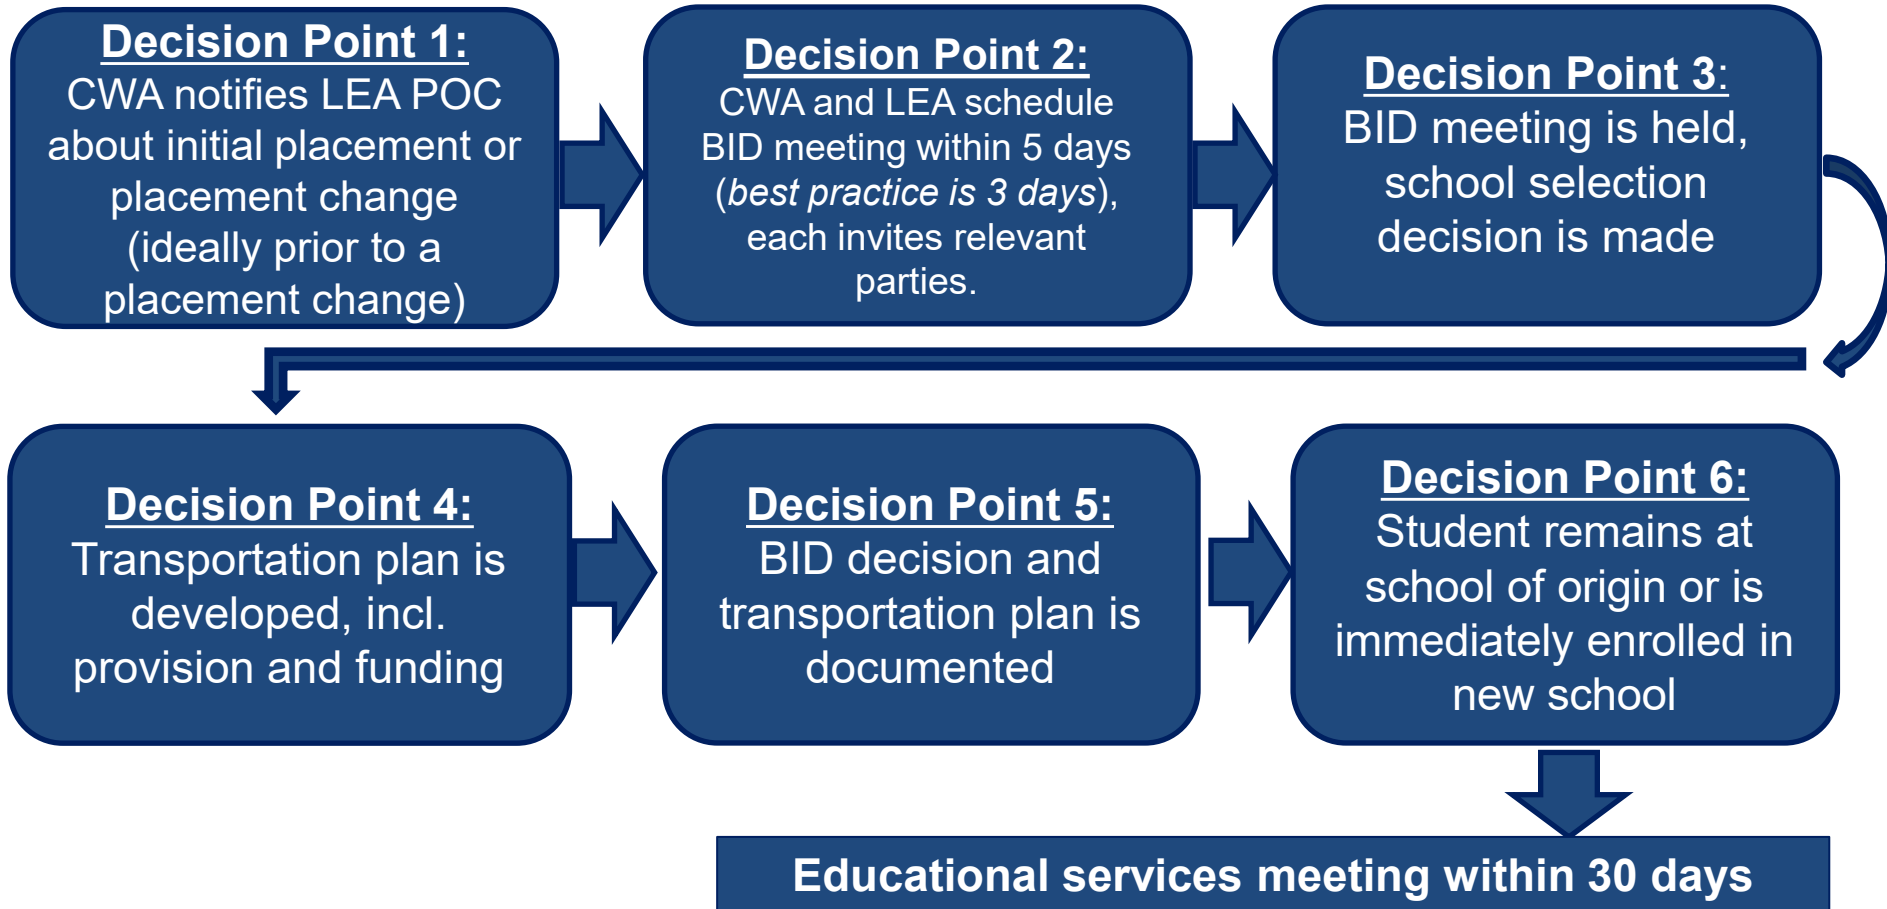 Decision Point 1:
CWA notifies LEA POC
about initial placement or
placement change
(ideally prior to a
placement change)
Decision Point 2:
CWA and LEA schedule
BID meeting within 5 days
(best practice is 3 days),
each invites relevant
parties.
Decision Point 3:
BID meeting is held,
school selection
decision is made
Decision Point 4:
Transportation plan is
developed, incl.
provision and funding
Decision Point 5:
BID decision and
transportation plan is
documented
Decision Point 6:
Student remains at
school of origin or is
immediately enrolled in
new school
Educational services meeting within 30 days